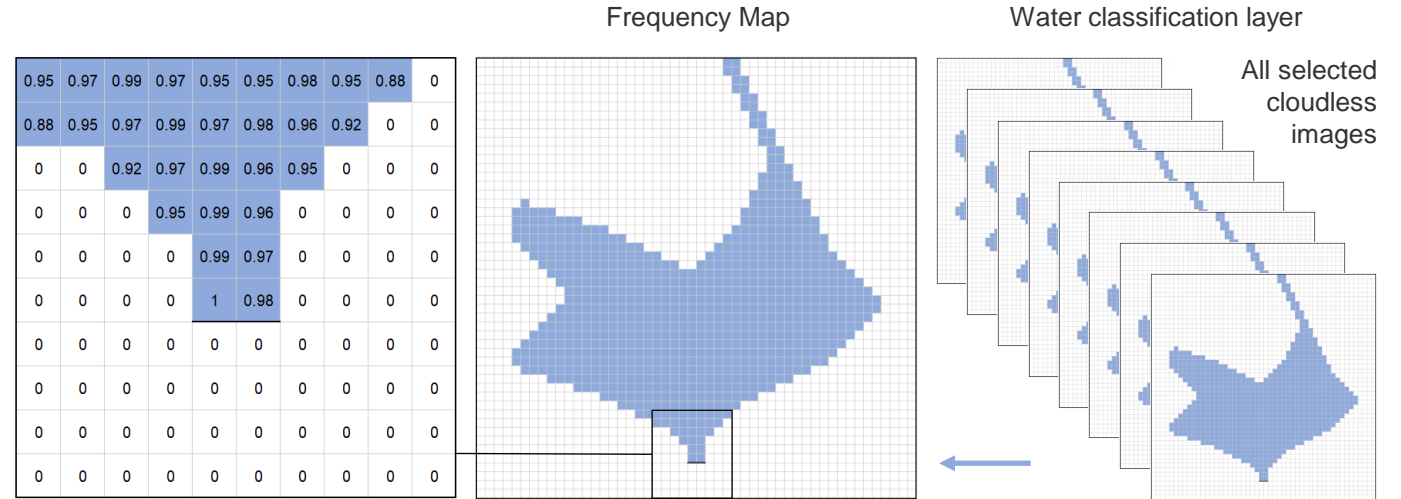 Frequency Map
Water classification layer
All selected
cloudless
images
0.95 0.97 0.99 0.97 0.95 0.95 0.98 0.95 0.88 0
0.88 0.95 0.97 0.99 0.97 0.98 0.96 0.92 0 0
0 0 0.92 0.97 0.99 0.96 0.95 0 0 0
0 0 0 0.95 0.99 0.96 0 0 0 0
0 0 0 0 0.99 0.97 0 0 0 0
0 0 0 0 1 0.98 0 0 0 0
0 0 0 0 0 0 0 0 0 0
0 0 0 0 0 0 0 0 0 0
0 0 0 0 0 0 0 0 0 0
0 0 0 0 0 0 0 0 0 0